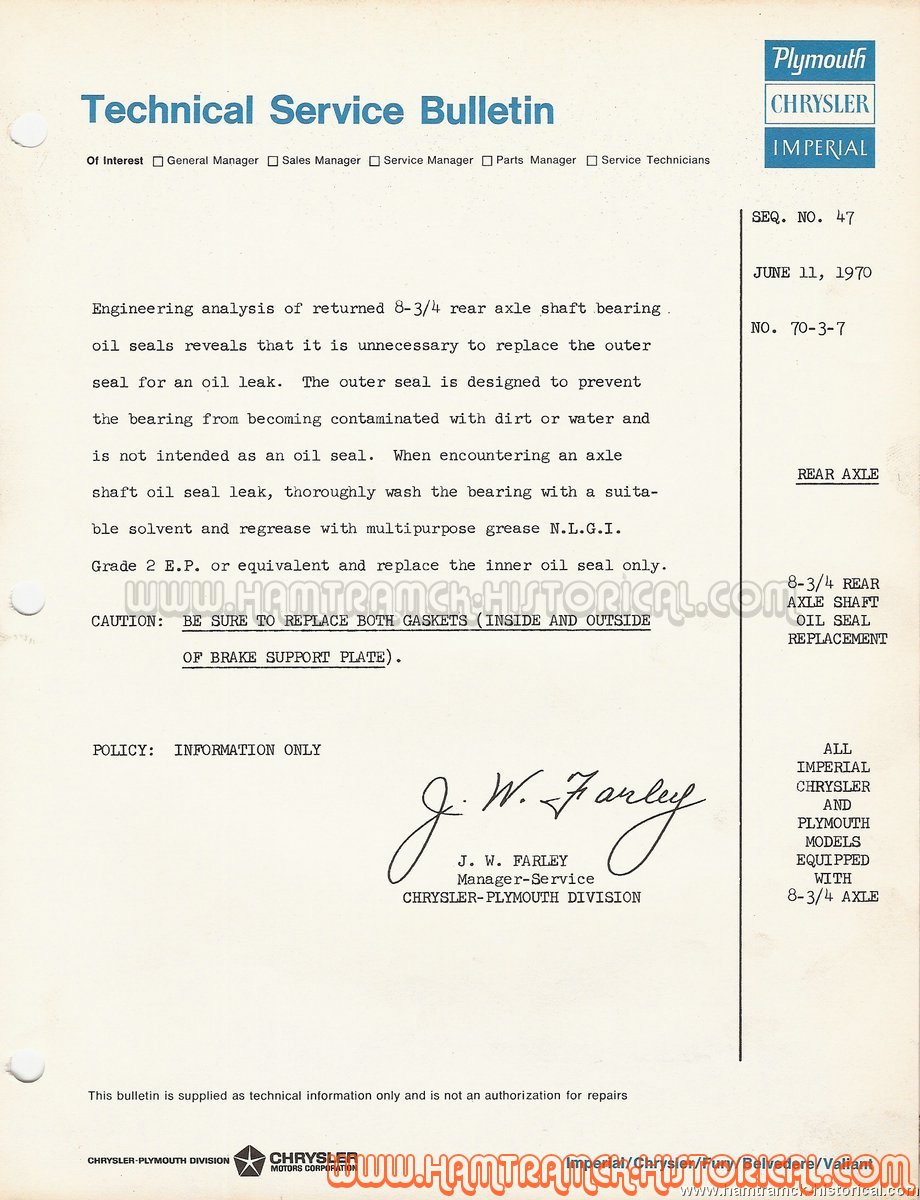 Plymouth
CHRYSLER
IMPERIAL
Technical Service Bulletin
Of Interest ☐ General Manager ☐ Sales Manager ☐ Service Manager ☐ Parts Manager ☐ Service Technicians
SEQ. NO. 47
JUNE 11, 1970
NO. 70-3-7
Engineering analysis of returned 8-3/4 rear axle shaft bearing
oil seals reveals that it is unnecessary to replace the outer
seal for an oil leak. The outer seal is designed to prevent
the bearing from becoming contaminated with dirt or water and
is not intended as an oil seal. When encountering an axle
shaft oil seal leak, thoroughly wash the bearing with a suita-
ble solvent and regrease with multipurpose grease N.L.G.I.
Grade 2 E.P. or equivalent and replace the inner oil seal only.
www.HAMTRAMCK-HISTORICAL.COM
CAUTION: BE SURE TO REPLACE BOTH GASKETS (INSIDE AND OUTSIDE
OF BRAKE SUPPORT PLATE).
REAR AXLE
8-3/4 REAR
AXLE SHAFT
OIL SEAL
REPLACEMENT
POLICY: INFORMATION ONLY
J. W. Farley
J. W. FARLEY
Manager-Service
CHRYSLER-PLYMOUTH DIVISION
ALL
IMPERIAL
CHRYSLER
AND
PLYMOUTH
MODELS
EQUIPPED
WITH
8-3/4 AXLE
This bulletin is supplied as technical information only and is not an authorization for repairs
CHRYSLER-PLYMOUTH DIVISION
CHRYSLER
MOTORS CORPORATION
Imperial/Chrysler/Fury/Belvedere/Valiant
www.HAMTRAMCK-HISTORICAL.COM
www.hamtramck-historical.com